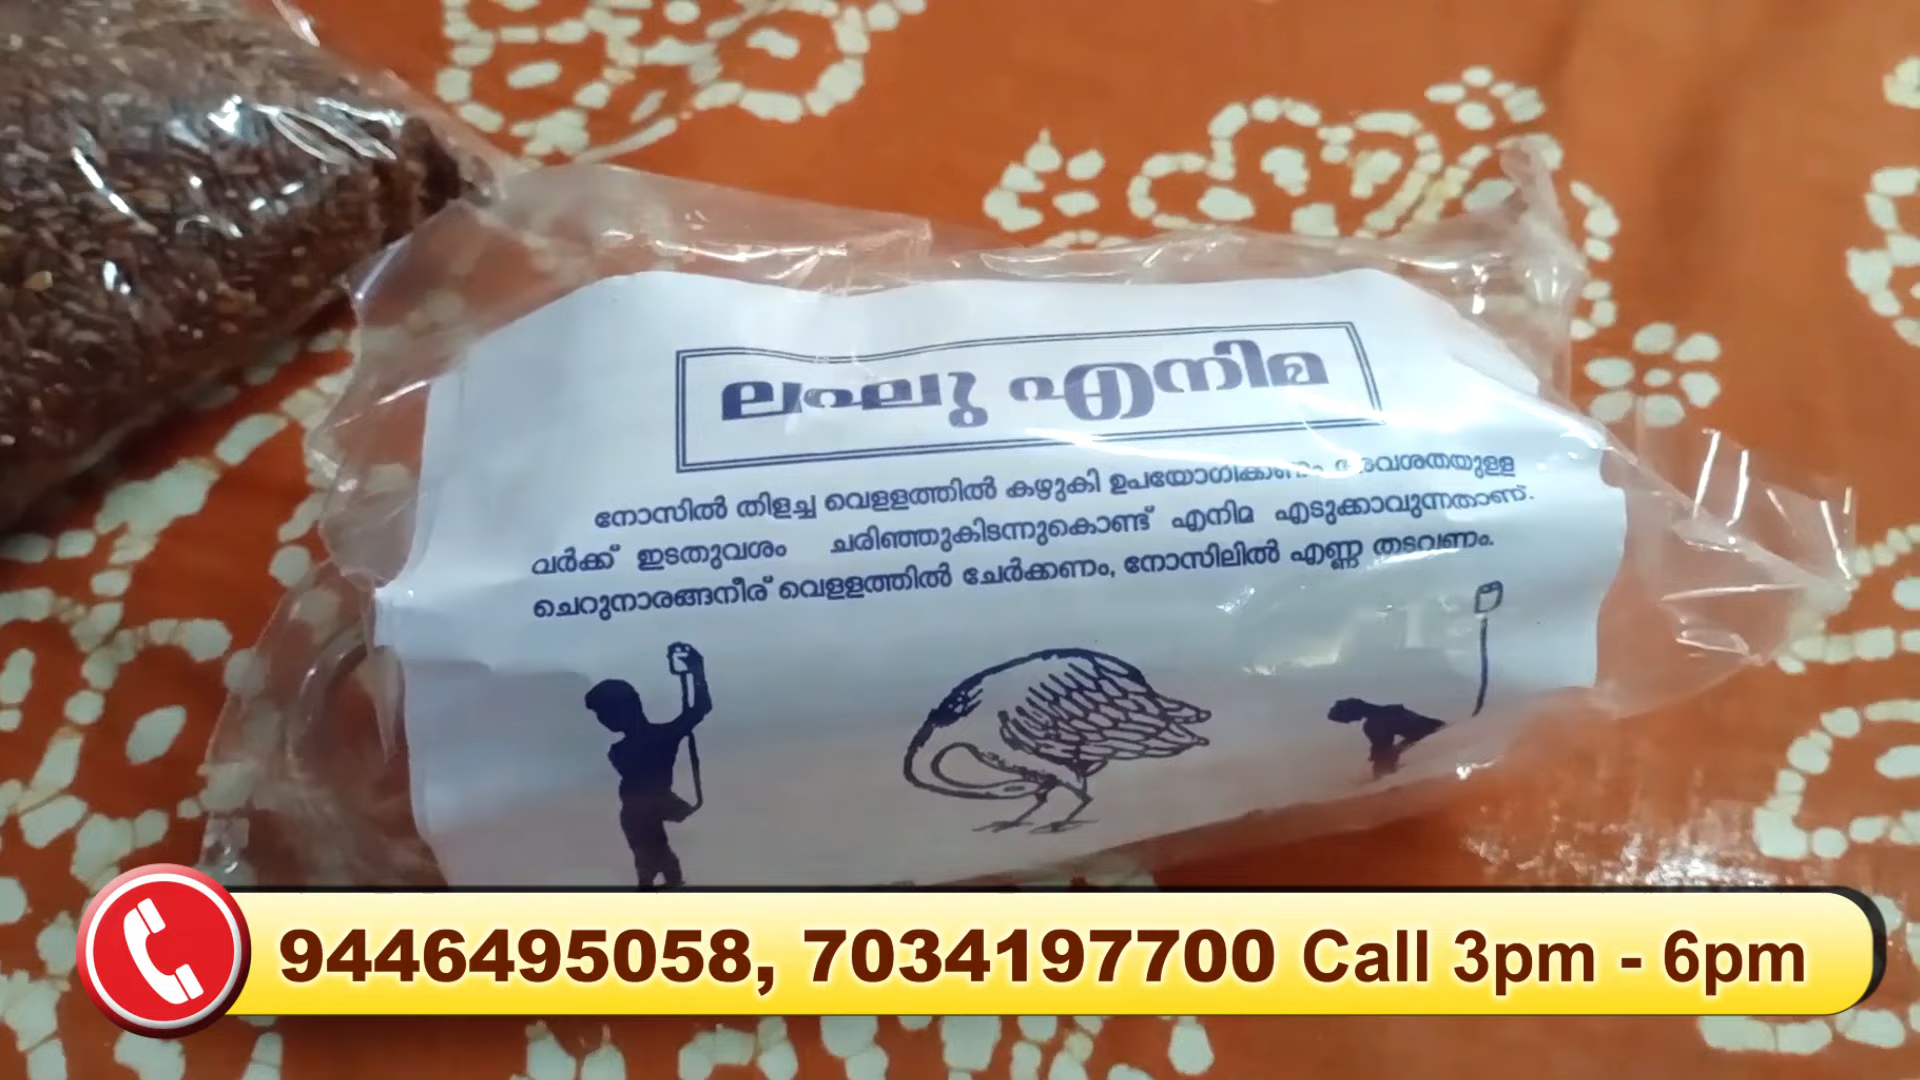 ലഘു എനിമ
നോസിൽ തിളച്ച വെള്ളത്തിൽ കഴുകി ഉപയോഗിക്കണം അവശതയുള്ള
വർക്ക് ഇടതുവശം ചരിഞ്ഞുകിടന്നുകൊണ്ട് എനിമ എടുക്കാവുന്നതാണ്.
ചെറുനാരങ്ങനീര് വെള്ളത്തിൽ ചേർക്കണം, നോസിലിൽ എണ്ണ തടവണം.
9446495058, 7034197700 Call 3pm - 6pm